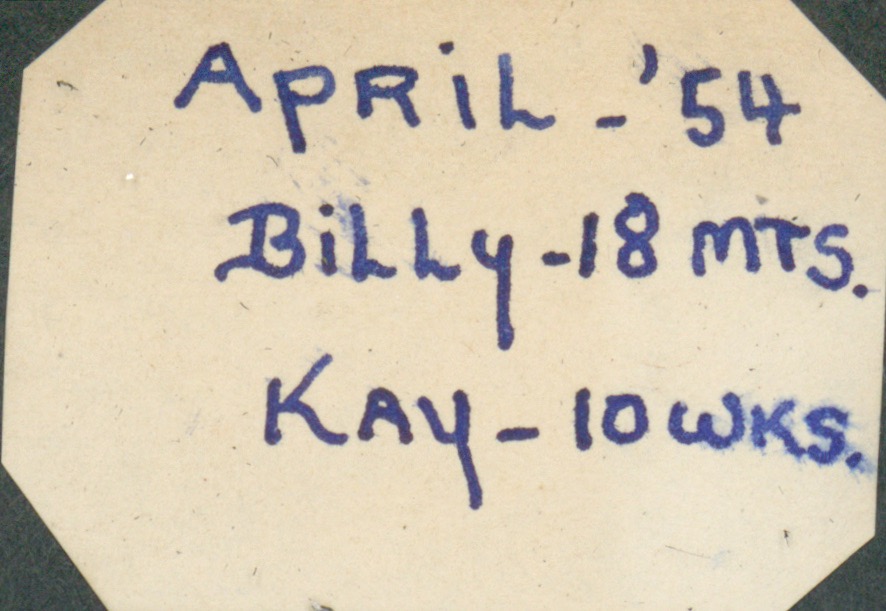 April - '54
Billy - 18 mts.
Kay - 10 wks.